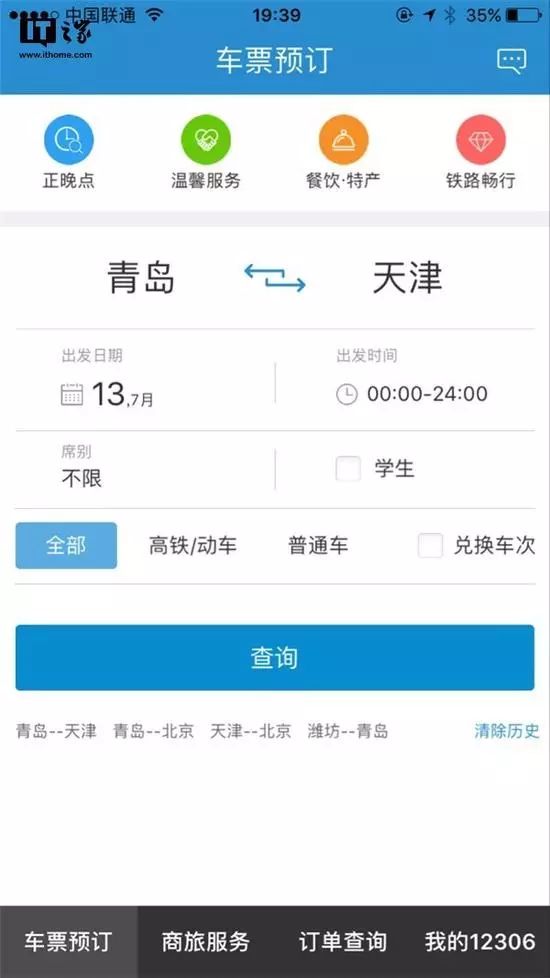 中国联通 19:39 35%
IT之家
www.ithome.com
车票预订
正晚点 温馨服务 餐饮·特产 铁路畅行
青岛 天津
出发日期 出发时间
13,7月 00:00-24:00
席别
不限 学生
全部 高铁/动车 普通车 兑换车次
查询
青岛--天津 青岛--北京 天津--北京 潍坊--青岛 清除历史
车票预订 商旅服务 订单查询 我的12306